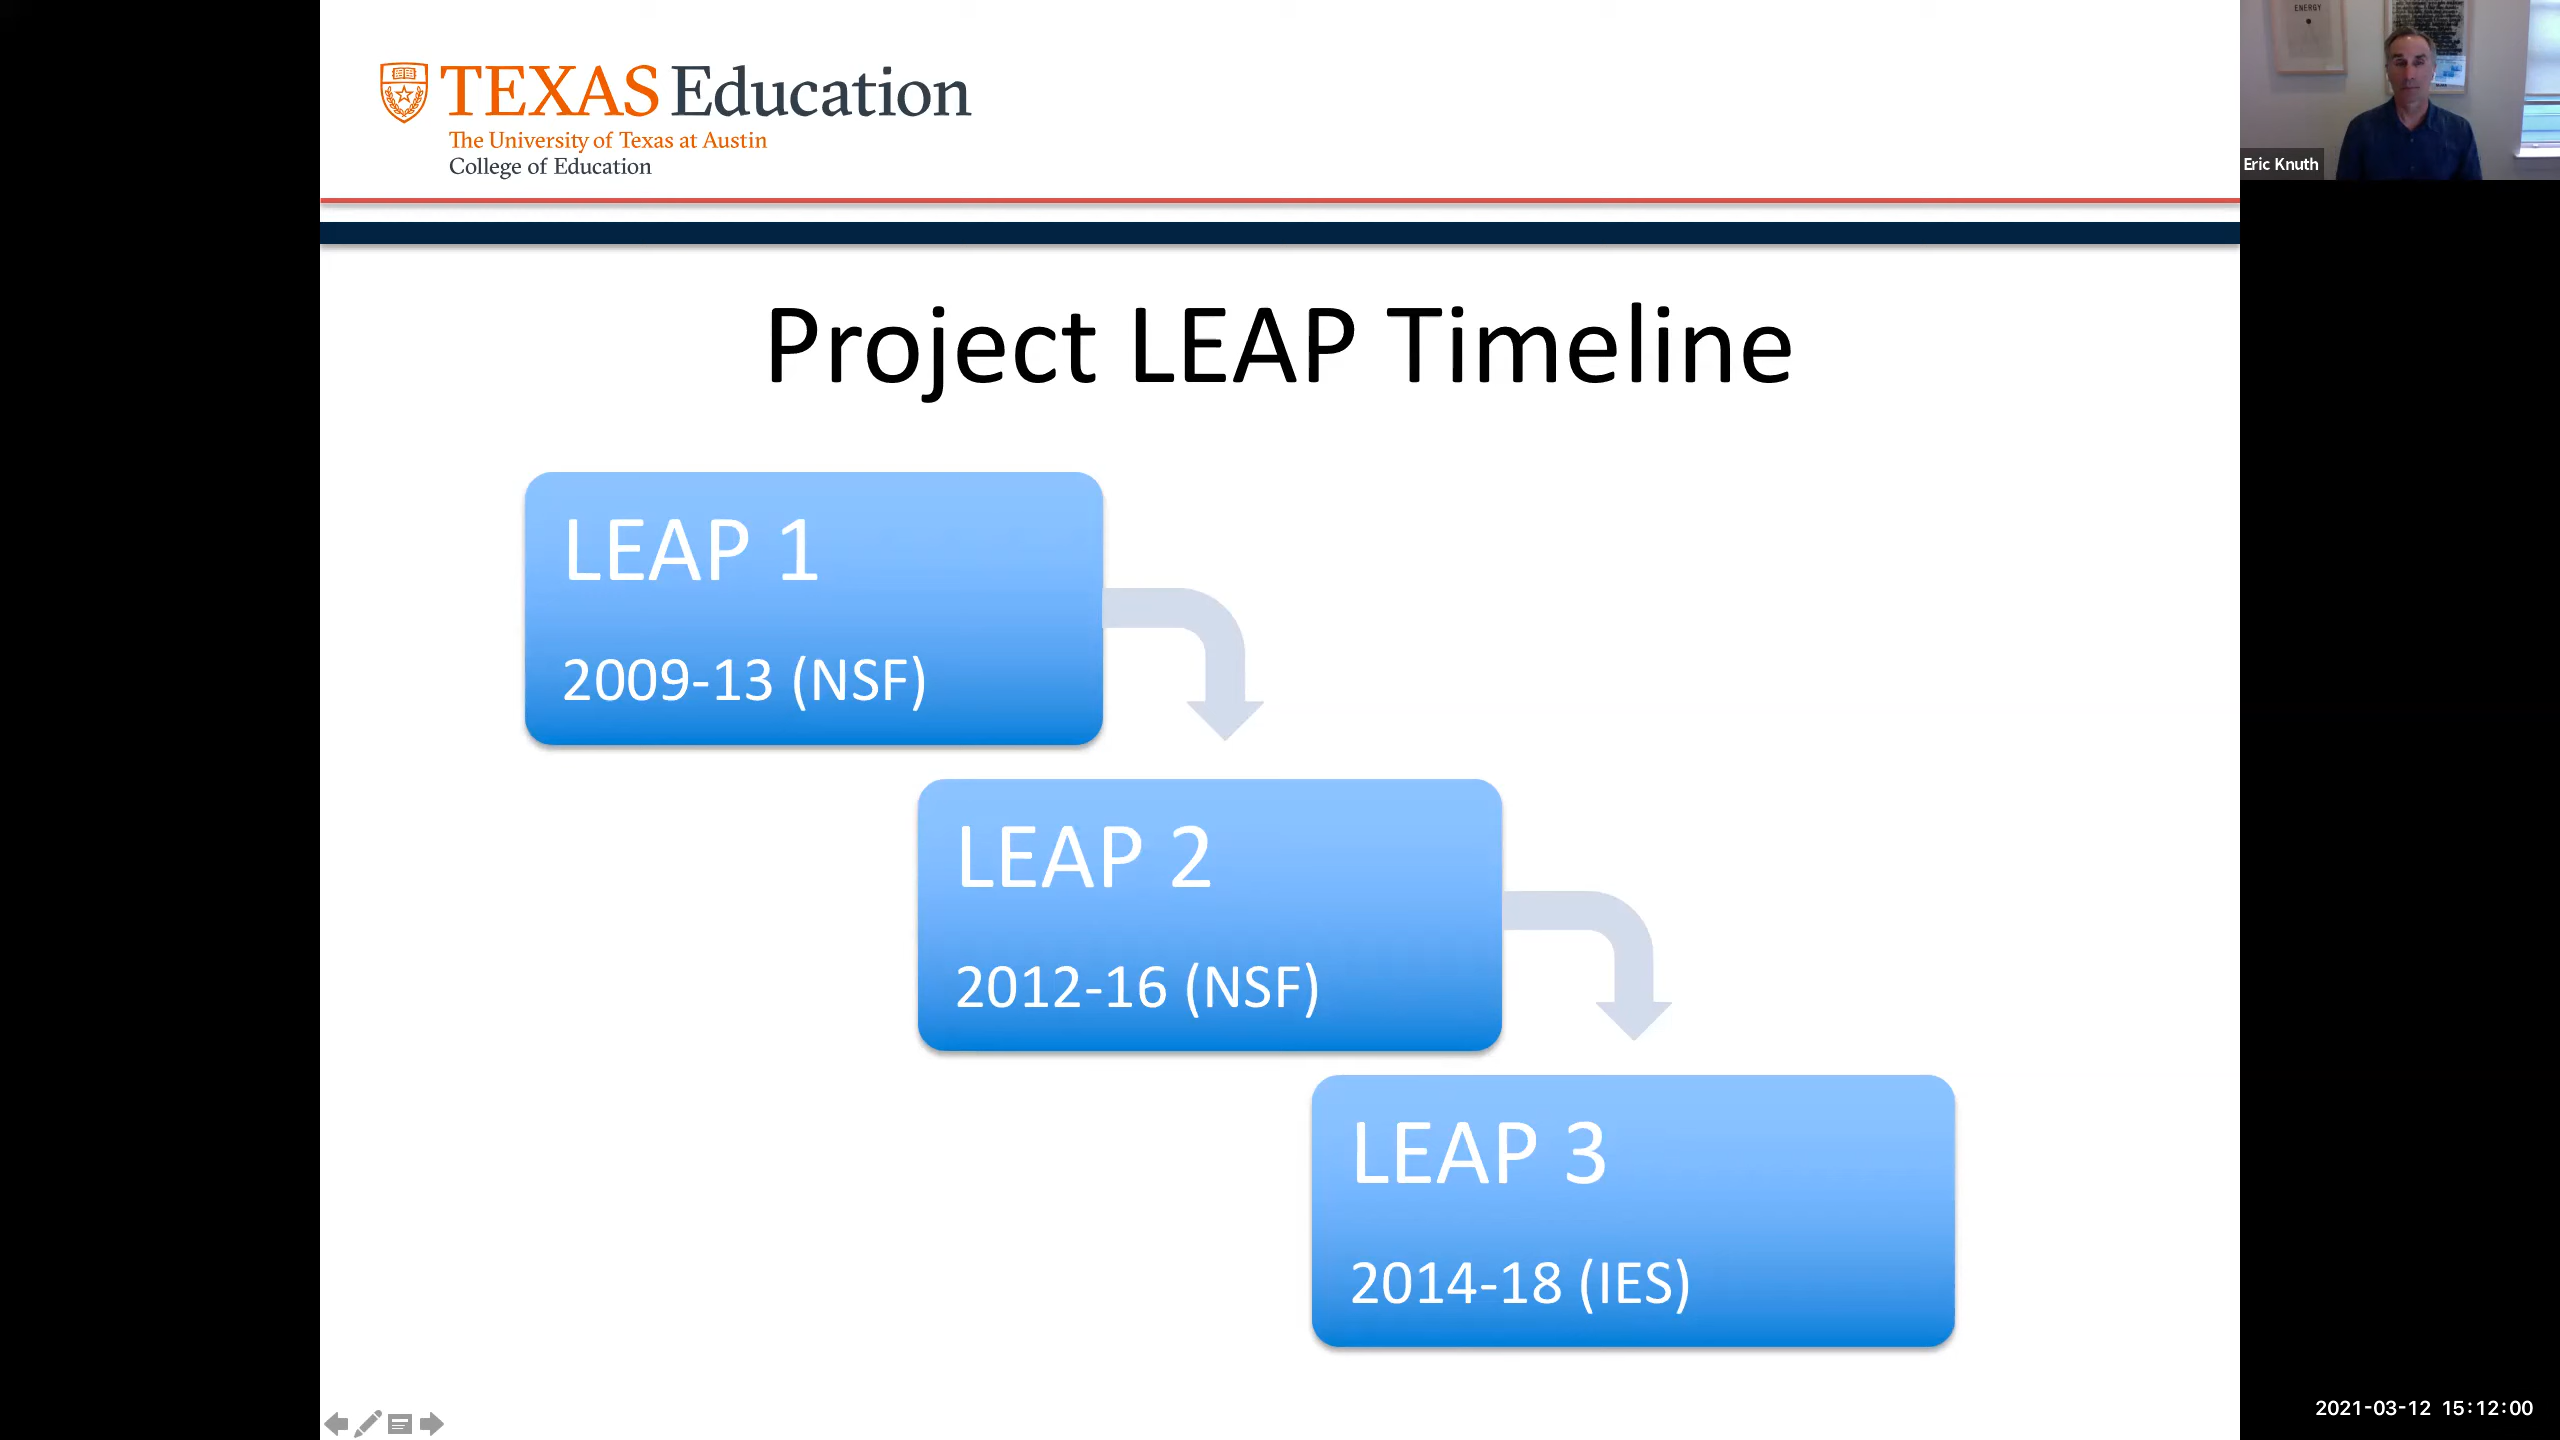 TEXAS Education
The University of Texas at Austin
College of Education
ENERGY
Eric Knuth
Project LEAP Timeline
LEAP 1
2009-13 (NSF)
LEAP 2
2012-16 (NSF)
LEAP 3
2014-18 (IES)
2021-03-12 15:12:00